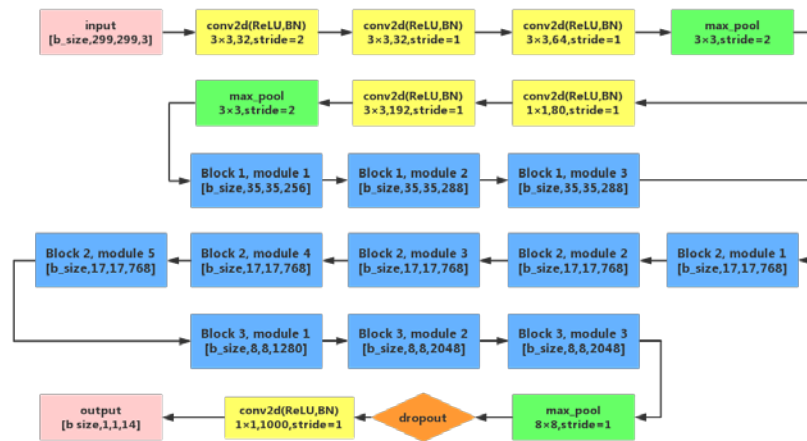 input
[b_size,299,299,3]
conv2d(ReLU,BN)
3×3,32,stride=2
conv2d(ReLU,BN)
3×3,32,stride=1
conv2d(ReLU,BN)
3×3,64,stride=1
max_pool
3×3,stride=2
conv2d(ReLU,BN)
1×1,80,stride=1
conv2d(ReLU,BN)
3×3,192,stride=1
max_pool
3×3,stride=2
Block 1, module 1
[b_size,35,35,256]
Block 1, module 2
[b_size,35,35,288]
Block 1, module 3
[b_size,35,35,288]
Block 2, module 1
[b_size,17,17,768]
Block 2, module 2
[b_size,17,17,768]
Block 2, module 3
[b_size,17,17,768]
Block 2, module 4
[b_size,17,17,768]
Block 2, module 5
[b_size,17,17,768]
Block 3, module 1
[b_size,8,8,1280]
Block 3, module 2
[b_size,8,8,2048]
Block 3, module 3
[b_size,8,8,2048]
max_pool
8×8,stride=1
dropout
conv2d(ReLU,BN)
1×1,1000,stride=1
output
[b size,1,1,14]